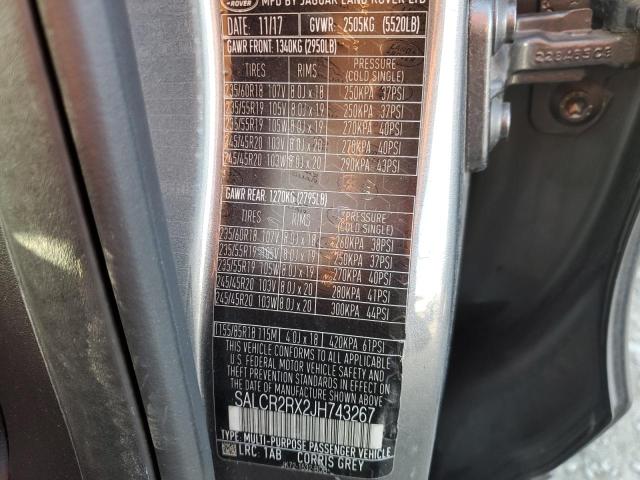 ROVER
MFD BY JAGUAR LAND ROVER LTD
DATE: 11/17 GVWR: 2505KG (5520LB)
GAWR FRONT: 1340KG (2950LB)
TIRES RIMS PRESSURE
(COLD SINGLE)
235/60R18 107V 8.0J x 18 250KPA 37PSI
235/55R19 105V 8.0J x 19 250KPA 37PSI
235/55R19 105W 8.0J x 19 270KPA 40PSI
245/45R20 103V 8.0J x 20 270KPA 40PSI
245/45R20 103W 8.0J x 20 290KPA 43PSI
GAWR REAR: 1270KG (2795LB)
TIRES RIMS PRESSURE
(COLD SINGLE)
235/60R18 107V 8.0J x 18 260KPA 38PSI
235/55R19 105V 8.0J x 19 250KPA 37PSI
235/55R19 105W 8.0J x 19 270KPA 40PSI
245/45R20 103V 8.0J x 20 280KPA 41PSI
245/45R20 103W 8.0J x 20 300KPA 44PSI
T155/85R18 115M 4.0J x 18 420KPA 61PSI
THIS VEHICLE CONFORMS TO ALL APPLICABLE
U.S. FEDERAL MOTOR VEHICLE SAFETY AND
THEFT PREVENTION STANDARDS IN EFFECT ON
THE DATE OF MANUFACTURE SHOWN ABOVE.
SALCR2RX2JH743267
TYPE: MULTI-PURPOSE PASSENGER VEHICLE
LRC: 1AB CORRIS GREY